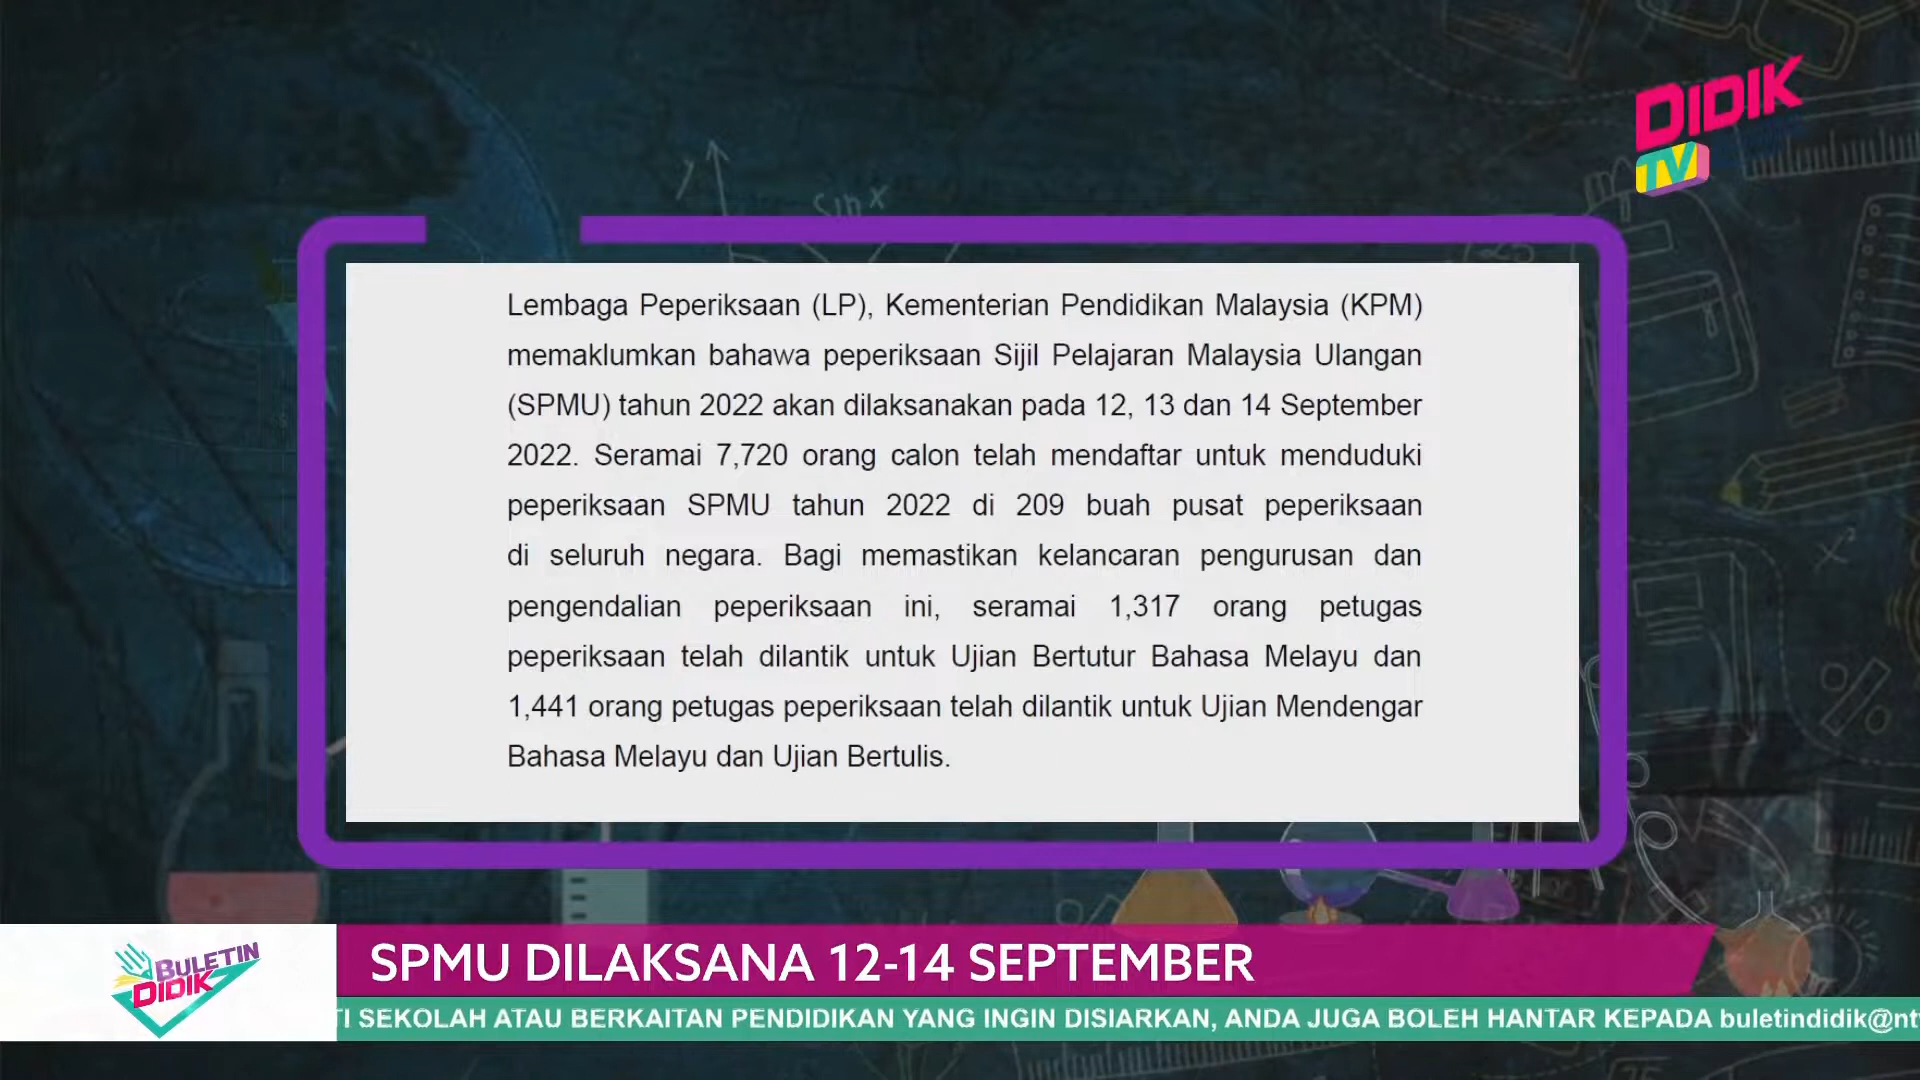 DIDIK
TV
sin x
Lembaga Peperiksaan (LP), Kementerian Pendidikan Malaysia (KPM)
memaklumkan bahawa peperiksaan Sijil Pelajaran Malaysia Ulangan
(SPMU) tahun 2022 akan dilaksanakan pada 12, 13 dan 14 September
2022. Seramai 7,720 orang calon telah mendaftar untuk menduduki
peperiksaan SPMU tahun 2022 di 209 buah pusat peperiksaan
di seluruh negara. Bagi memastikan kelancaran pengurusan dan
pengendalian peperiksaan ini, seramai 1,317 orang petugas
peperiksaan telah dilantik untuk Ujian Bertutur Bahasa Melayu dan
1,441 orang petugas peperiksaan telah dilantik untuk Ujian Mendengar
Bahasa Melayu dan Ujian Bertulis.
BULETIN
DIDIK
SPMU DILAKSANA 12-14 SEPTEMBER
TI SEKOLAH ATAU BERKAITAN PENDIDIKAN YANG INGIN DISIARKAN, ANDA JUGA BOLEH HANTAR KEPADA buletindidik@nt